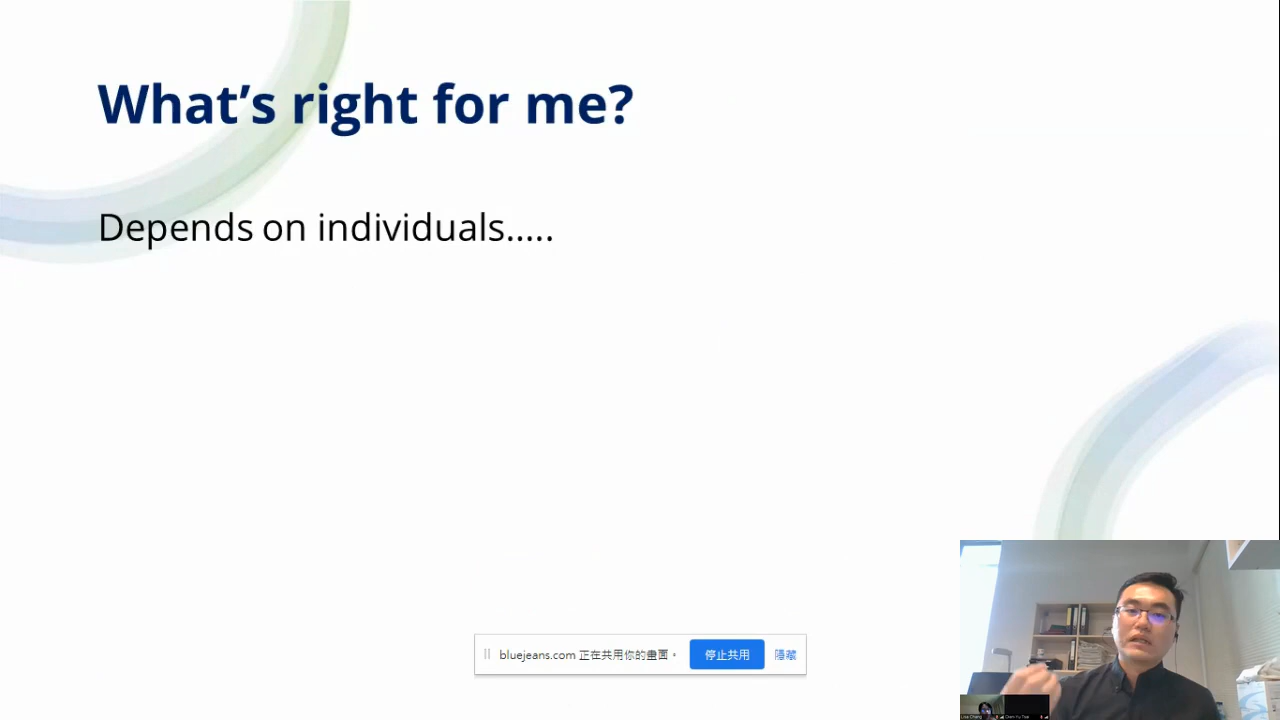 What's right for me?
Depends on individuals.....
bluejeans.com 正在共用你的畫面。
停止共用
隱藏